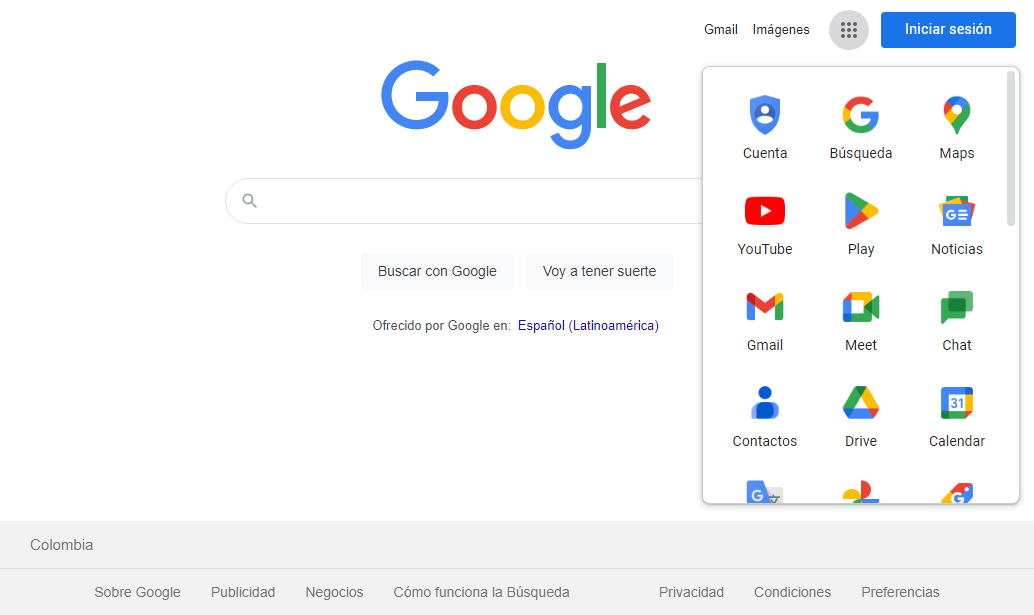 Gmail Imágenes Iniciar sesión
Google
Cuenta Búsqueda Maps
YouTube Play Noticias
Gmail Meet Chat
31
Contactos Drive Calendar
Buscar con Google Voy a tener suerte
Ofrecido por Google en: Español (Latinoamérica)
Colombia
Sobre Google Publicidad Negocios Cómo funciona la Búsqueda Privacidad Condiciones Preferencias